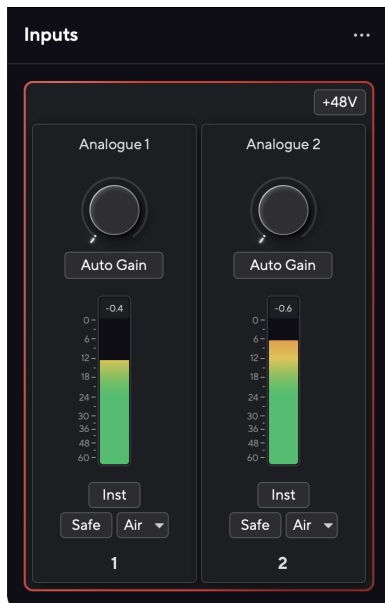 Inputs
+48V
Analogue 1 Analogue 2
Auto Gain Auto Gain
-0.4 -0.6
0 0
6 6
12 12
18 18
24 24
30 30
36 36
48 48
60 60
Inst Inst
Safe Air Safe Air
1 2